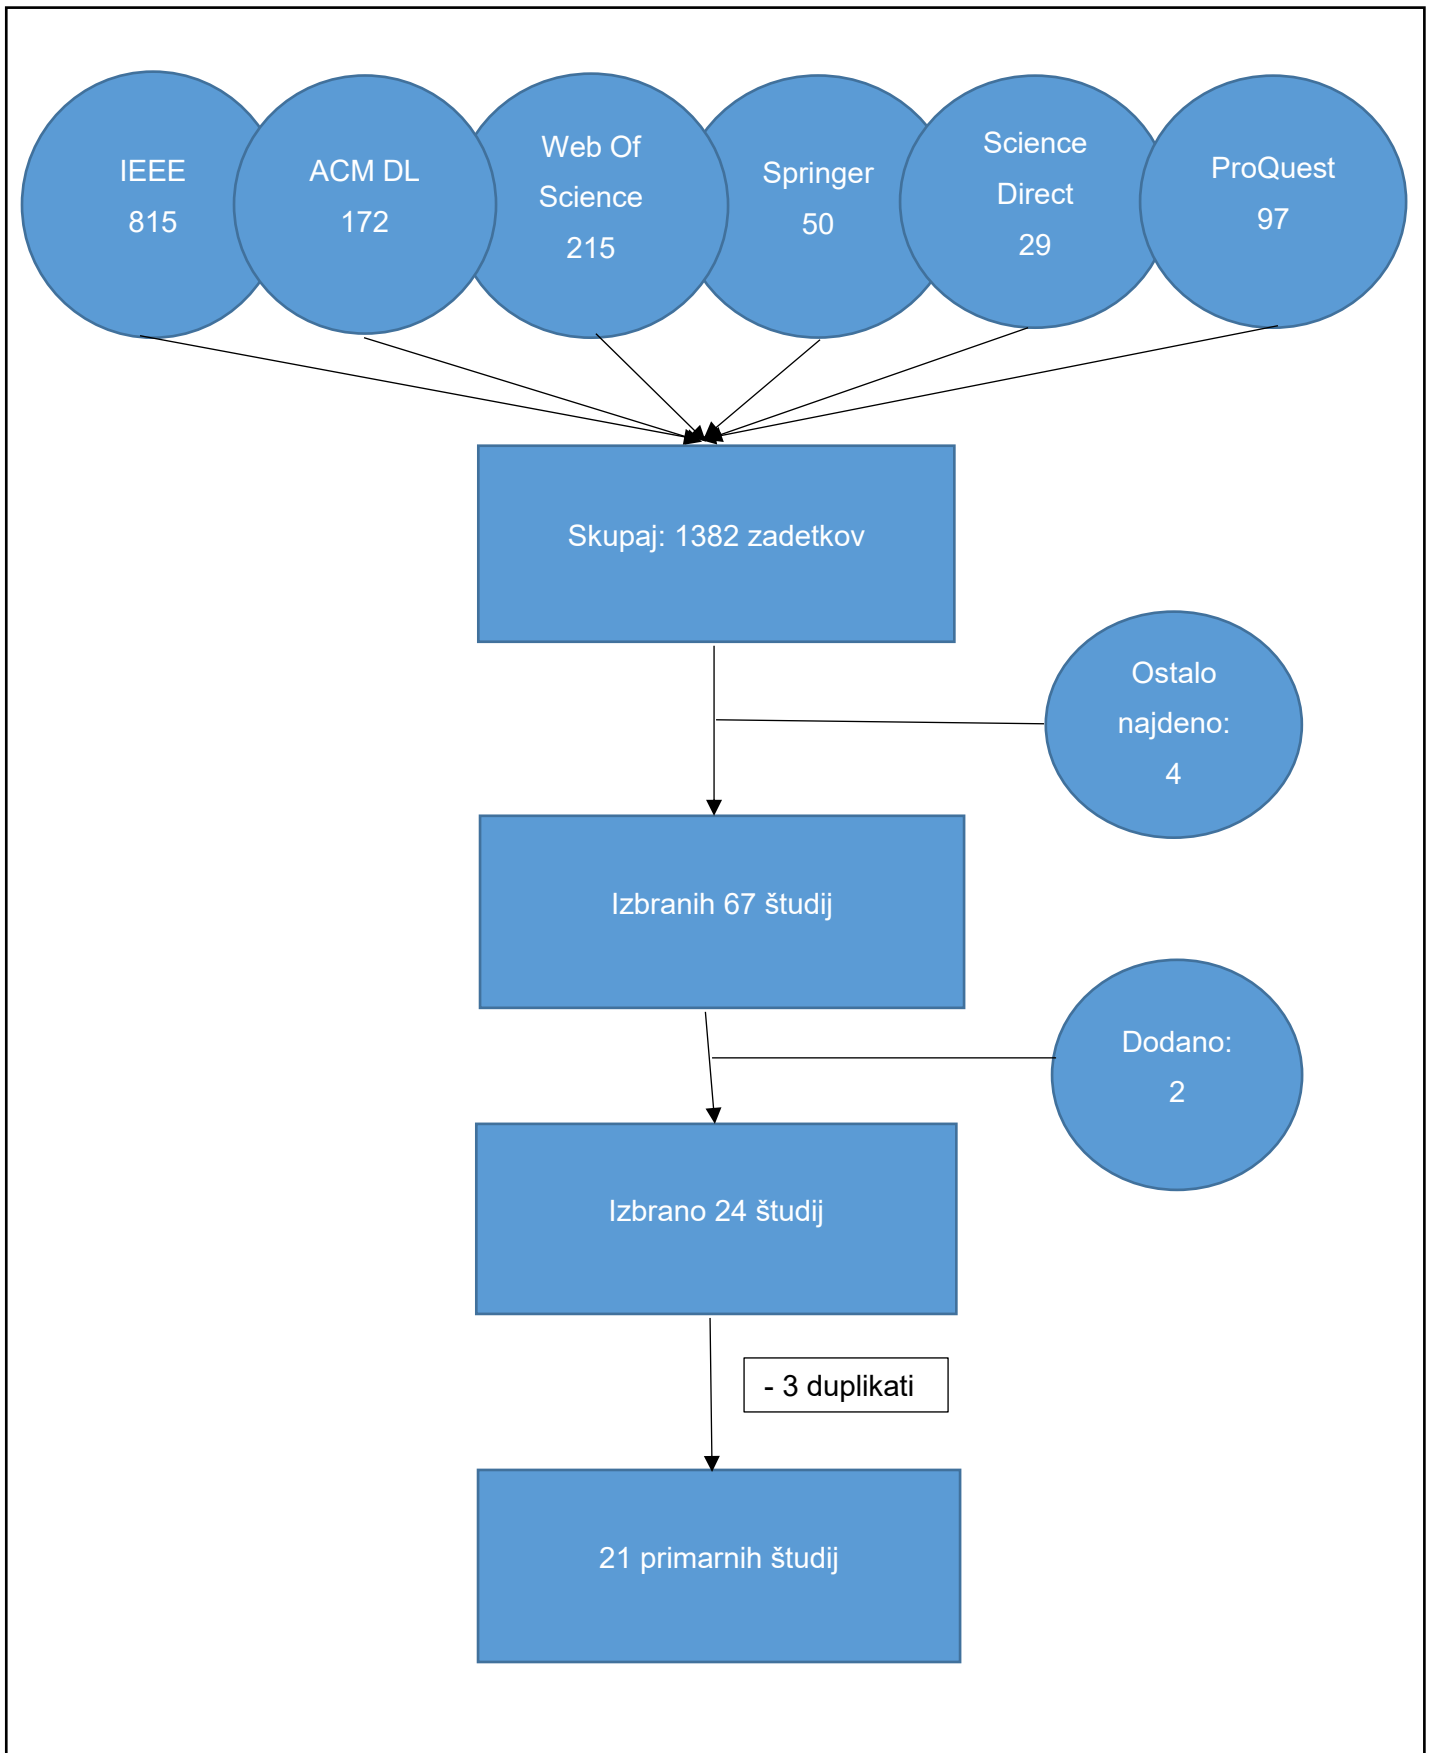 IEEE
815
ACM DL
172
Web Of
Science
215
Springer
50
Science
Direct
29
ProQuest
97
Skupaj: 1382 zadetkov
Ostalo
najdeno:
4
Izbranih 67 študij
Dodano:
2
Izbrano 24 študij
- 3 duplikati
21 primarnih študij